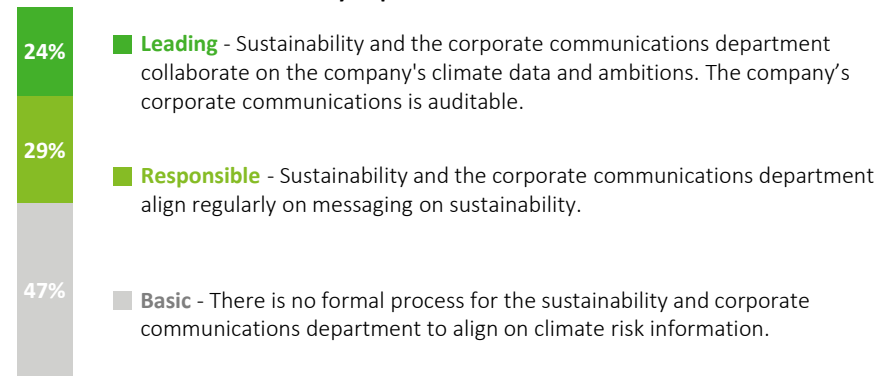 24%
Leading - Sustainability and the corporate communications department
collaborate on the company's climate data and ambitions. The company’s
corporate communications is auditable.
29%
Responsible - Sustainability and the corporate communications department
align regularly on messaging on sustainability.
47%
Basic - There is no formal process for the sustainability and corporate
communications department to align on climate risk information.